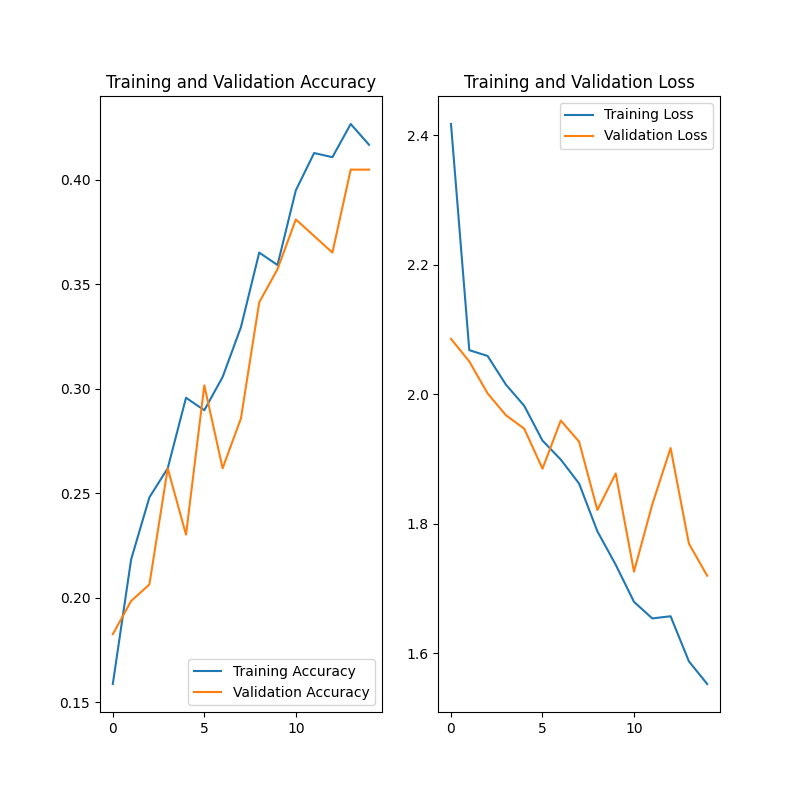 Training and Validation Accuracy
0.40
0.35
0.30
0.25
0.20
0.15
0
5
10
Training Accuracy
Validation Accuracy
Training and Validation Loss
2.4
2.2
2.0
1.8
1.6
0
5
10
Training Loss
Validation Loss